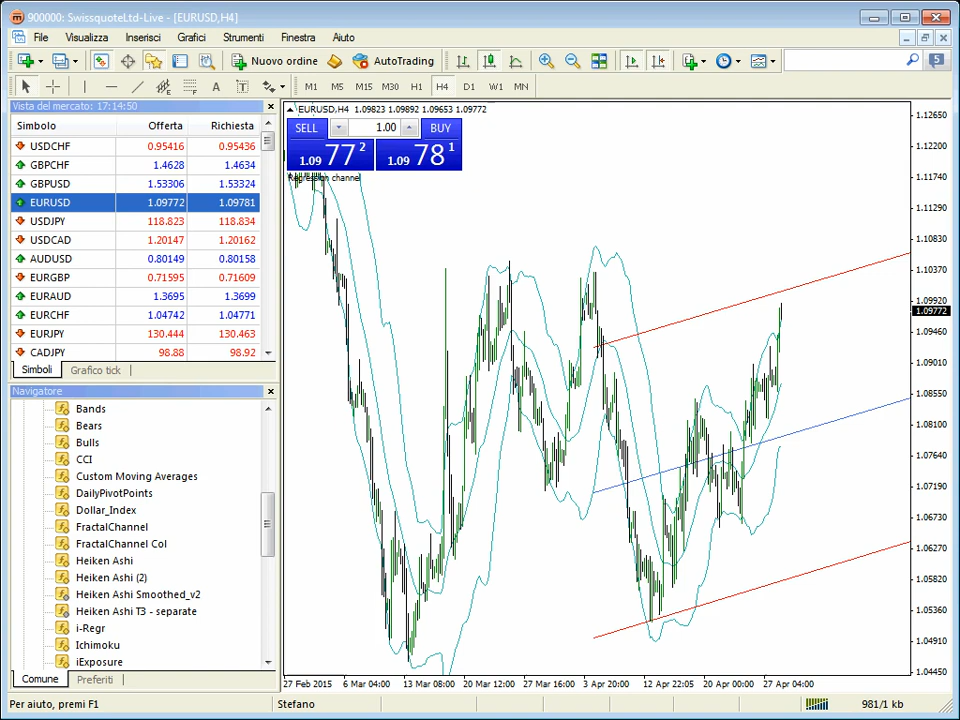 900000: SwissquoteLtd-Live - [EURUSD,H4]
File Visualizza Inserisci Grafici Strumenti Finestra Aiuto
Nuovo ordine AutoTrading 5
A T M1 M5 M15 M30 H1 H4 D1 W1 MN
Vista del mercato: 17:14:50
Simbolo Offerta Richiesta
USDCHF 0.95416 0.95436
GBPCHF 1.4628 1.4634
GBPUSD 1.53306 1.53324
EURUSD 1.09772 1.09781
USDJPY 118.823 118.834
USDCAD 1.20147 1.20162
AUDUSD 0.80149 0.80158
EURGBP 0.71595 0.71609
EURAUD 1.3695 1.3699
EURCHF 1.04742 1.04771
EURJPY 130.444 130.463
CADJPY 98.88 98.92
Simboli Grafico tick
Navigatore
Bands
Bears
Bulls
CCI
Custom Moving Averages
DailyPivotPoints
Dollar_Index
FractalChannel
FractalChannel Col
Heiken Ashi
Heiken Ashi (2)
Heiken Ashi Smoothed_v2
Heiken Ashi T3 - separate
i-Regr
Ichimoku
iExposure
Comune Preferiti
EURUSD,H4 1.09823 1.09892 1.09653 1.09772
SELL 1.00 BUY
1.09 77 2 1.09 78 1
Regression channel
1.12650
1.12200
1.11740
1.11290
1.10830
1.10370
1.09920
1.09772
1.09460
1.09010
1.08550
1.08100
1.07640
1.07190
1.06730
1.06270
1.05820
1.05360
1.04910
1.04450
27 Feb 2015 6 Mar 04:00 13 Mar 08:00 20 Mar 12:00 27 Mar 16:00 3 Apr 20:00 12 Apr 22:05 20 Apr 00:00 27 Apr 04:00
Per aiuto, premi F1 Stefano 981/1 kb